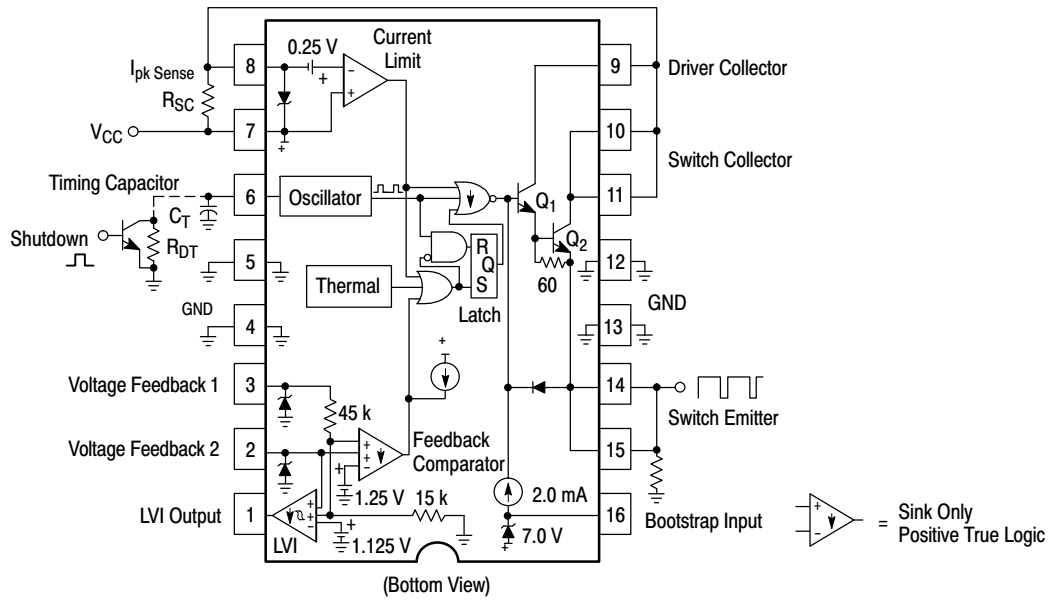 Current
Limit
0.25 V
Ipk Sense
8
9
Driver Collector
RSC
VCC
7
10
Switch Collector
Timing Capacitor
6
Oscillator
11
CT
Q1
Shutdown
RDT
5
R
Q
S
Q2
60
12
Thermal
Latch
GND
4
GND
13
+
Voltage Feedback 1
3
45 k
14
Switch Emitter
Voltage Feedback 2
2
Feedback
Comparator
15
1.25 V
15 k
2.0 mA
LVI Output
1
16
Bootstrap Input
LVI
1.125 V
7.0 V
= Sink Only
Positive True Logic
(Bottom View)